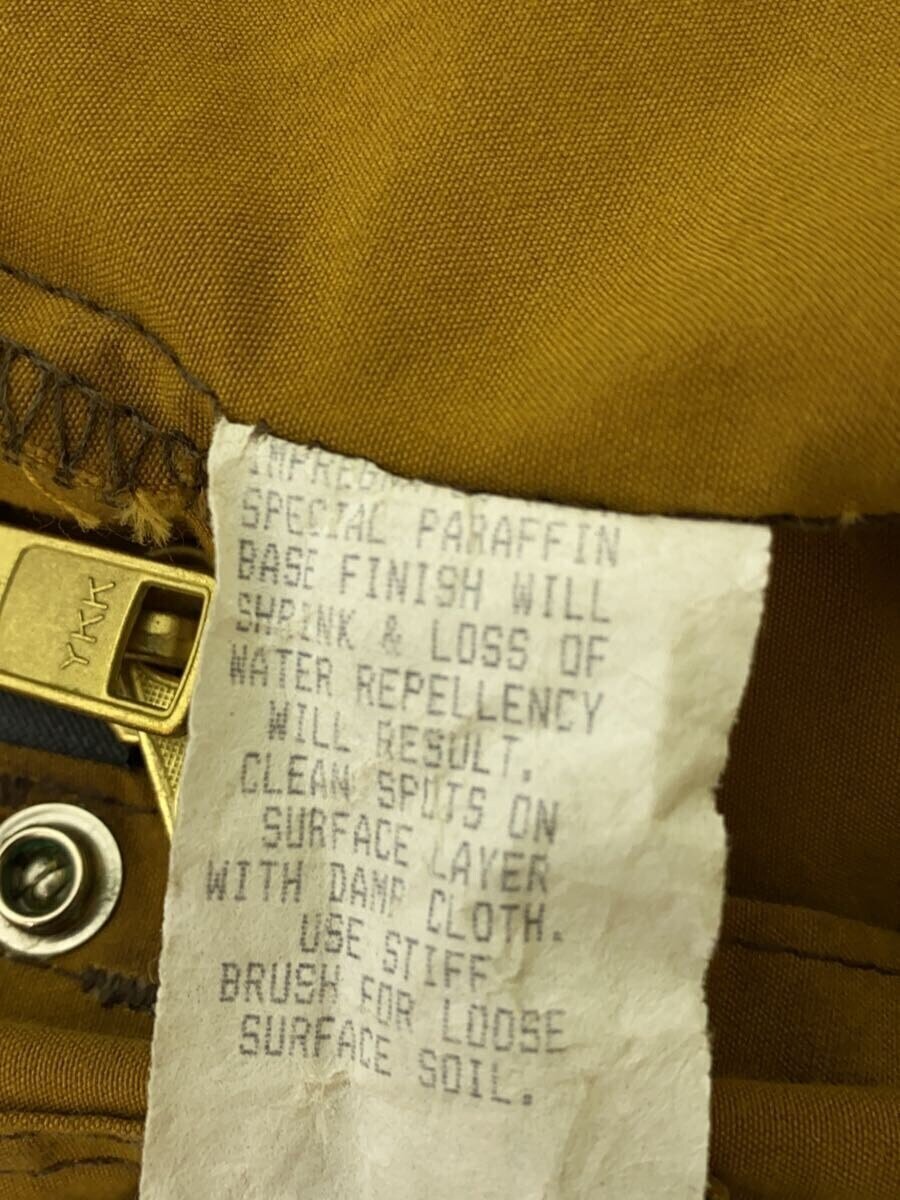 SPECIAL PARAFFIN
BASE FINISH WILL
SHRINK & LOSS OF
WATER REPELLENCY
WILL RESULT.
CLEAN SPOTS ON
SURFACE LAYER
WITH DAMP CLOTH.
USE STIFF
BRUSH FOR LOOSE
SURFACE SOIL.
YKK